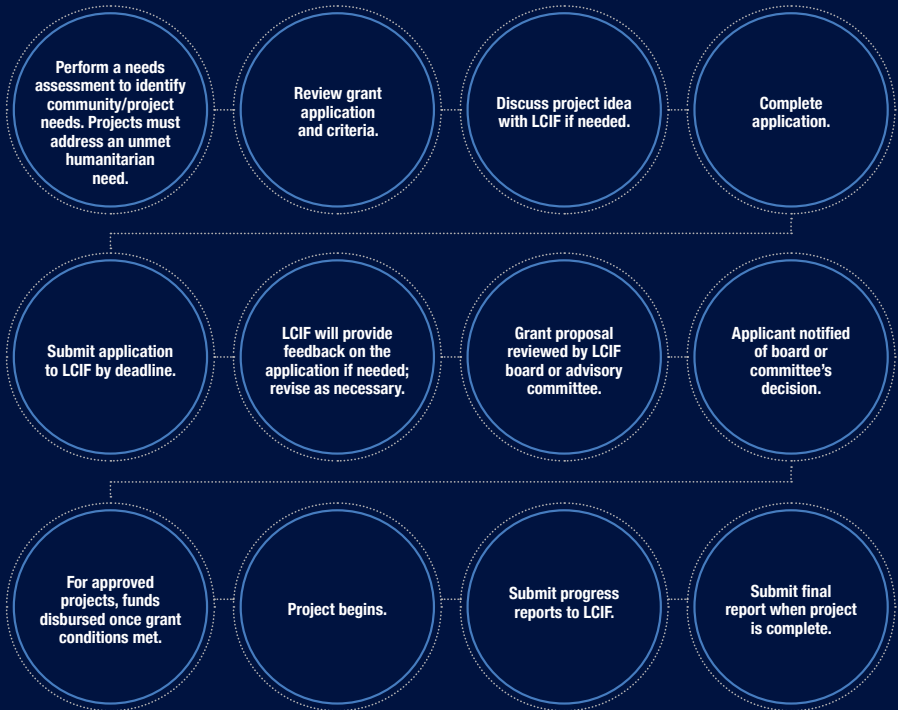 Perform a needs
assessment to identify
community/project
needs. Projects must
address an unmet
humanitarian
need.
Review grant
application
and criteria.
Discuss project idea
with LCIF if needed.
Complete
application.
Submit application
to LCIF by deadline.
LCIF will provide
feedback on the
application if needed;
revise as necessary.
Grant proposal
reviewed by LCIF
board or advisory
committee.
Applicant notified
of board or
committee’s
decision.
For approved
projects, funds
disbursed once grant
conditions met.
Project begins.
Submit progress
reports to LCIF.
Submit final
report when project
is complete.